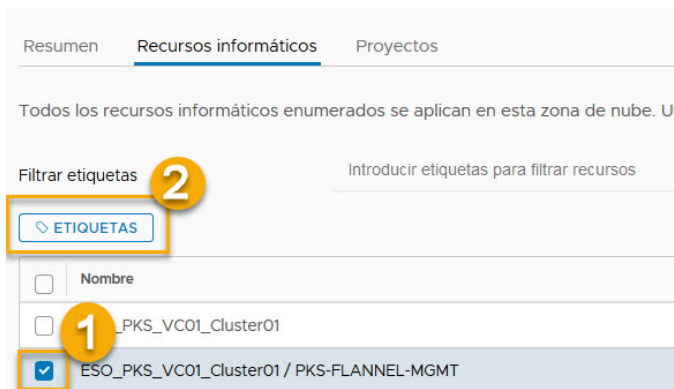 Resumen Recursos informáticos Proyectos
Todos los recursos informáticos enumerados se aplican en esta zona de nube. U
Filtrar etiquetas Introducir etiquetas para filtrar recursos
2
ETIQUETAS
Nombre
1 _PKS_VC01_Cluster01
ESO_PKS_VC01_Cluster01 / PKS-FLANNEL-MGMT